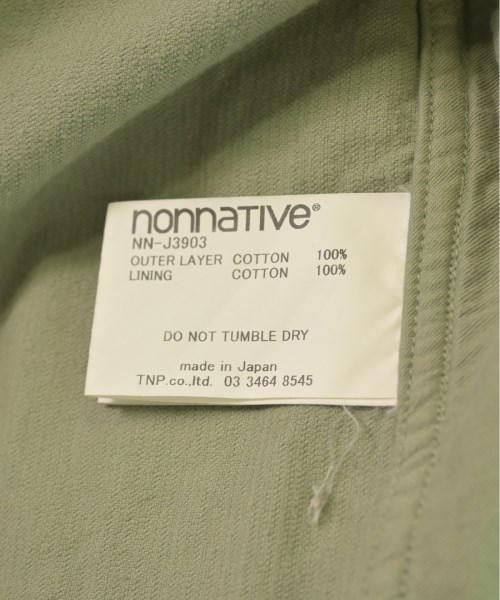 nonnative®
NN-J3903
OUTER LAYER COTTON 100%
LINING COTTON 100%
DO NOT TUMBLE DRY
made in Japan
TNP.co.,ltd. 03 3464 8545